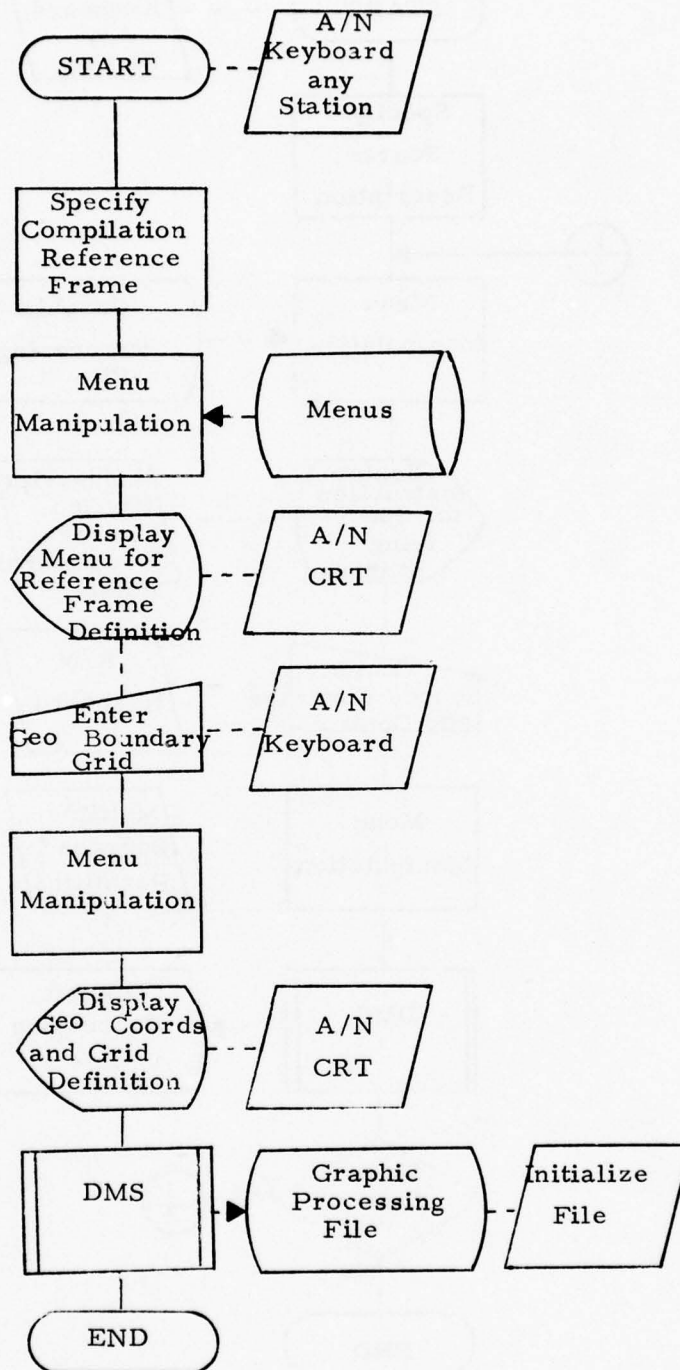 START
A/N
Keyboard
any
Station
Specify
Compilation
Reference
Frame
Menu
Manipulation
Menus
Display
Menu for
Reference
Frame
Definition
A/N
CRT
Enter
Geo Boundary
Grid
A/N
Keyboard
Menu
Manipulation
Display
Geo Coords
and Grid
Definition
A/N
CRT
DMS
Graphic
Processing
File
Initialize
File
END